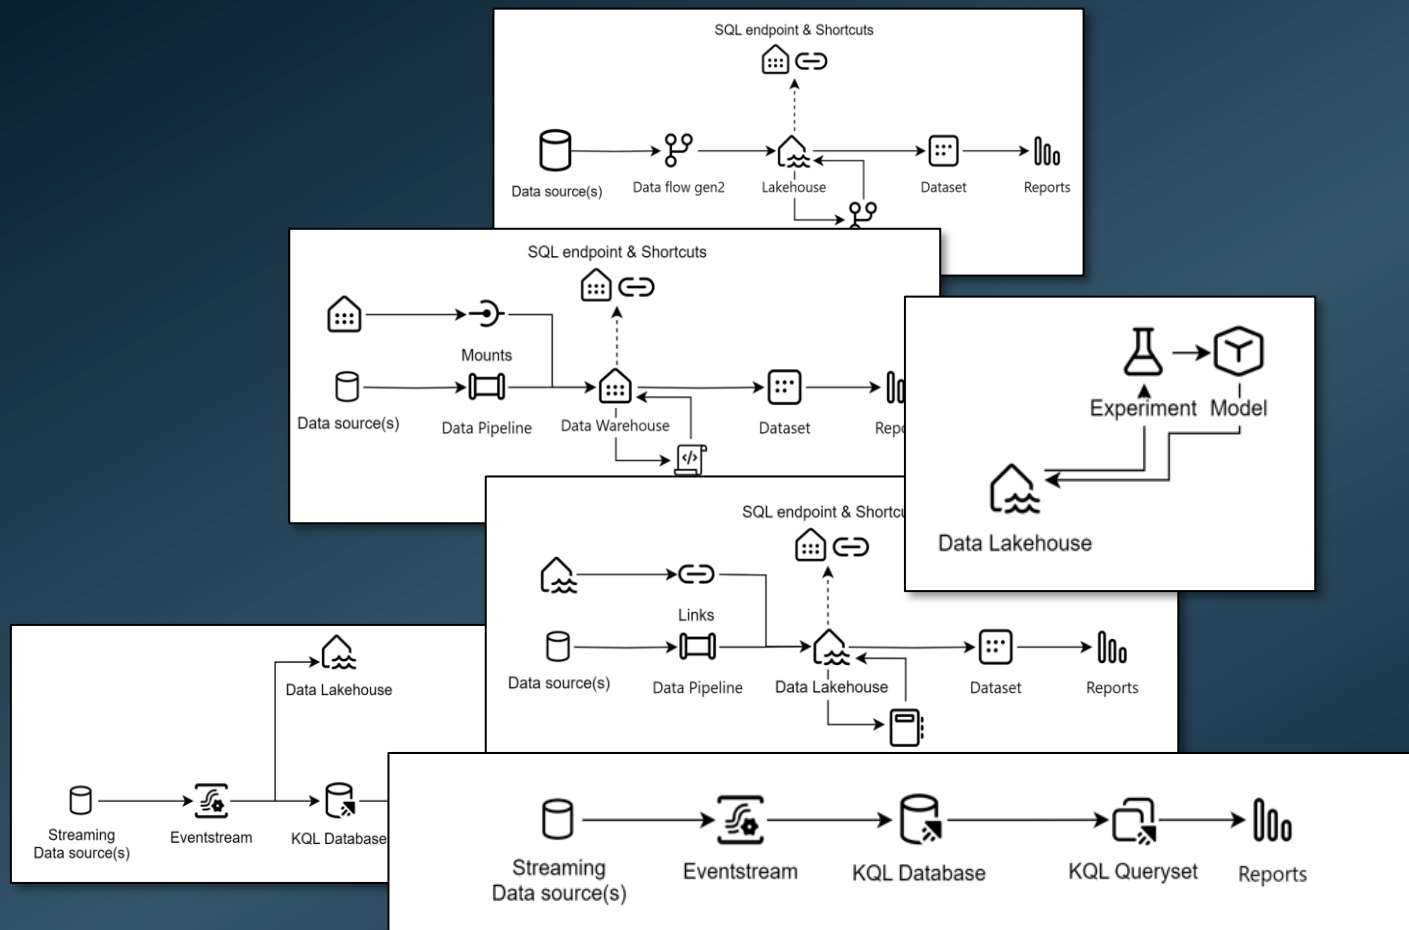 SQL endpoint & Shortcuts
Data source(s)
Data flow gen2
Lakehouse
Dataset
Reports
SQL endpoint & Shortcuts
Mounts
Data source(s)
Data Pipeline
Data Warehouse
Dataset
Experiment
Model
Data Lakehouse
SQL endpoint &
Links
Data source(s)
Data Pipeline
Data Lakehouse
Dataset
Reports
Data Lakehouse
Streaming
Data source(s)
Eventstream
KQL Database
Streaming
Data source(s)
Eventstream
KQL Database
KQL Queryset
Reports